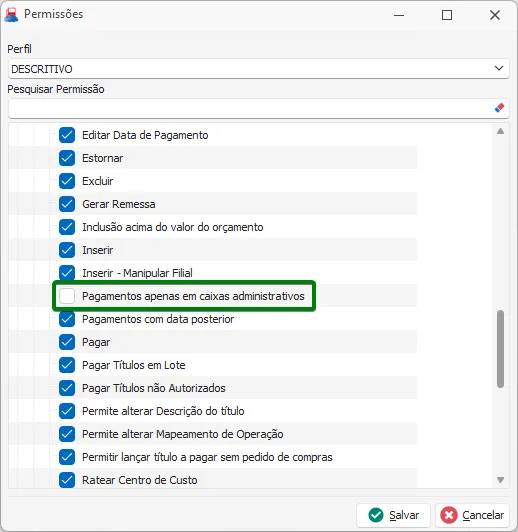 Permissões
Perfil
DESCRITIVO
Pesquisar Permissão
Editar Data de Pagamento
Estornar
Excluir
Gerar Remessa
Inclusão acima do valor do orçamento
Inserir
Inserir - Manipular Filial
Pagamentos apenas em caixas administrativos
Pagamentos com data posterior
Pagar
Pagar Títulos em Lote
Pagar Títulos não Autorizados
Permite alterar Descrição do título
Permite alterar Mapeamento de Operação
Permitir lançar título a pagar sem pedido de compras
Ratear Centro de Custo
Salvar
Cancelar